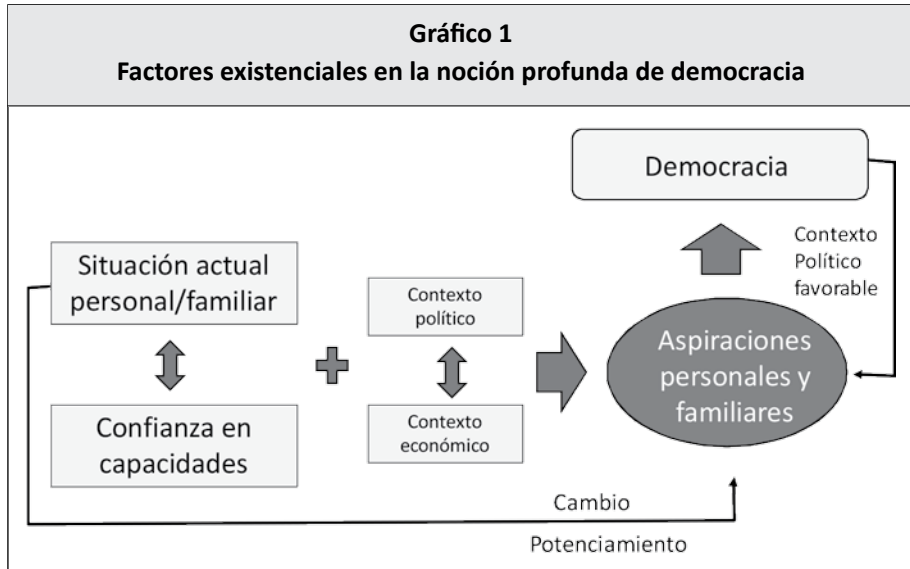 Gráfico 1
Factores existenciales en la noción profunda de democracia
Democracia
Contexto
Político
favorable
Situación actual
personal/familiar
Contexto
político
Aspiraciones
personales y
familiares
Confianza en
capacidades
Contexto
económico
Cambio
Potenciamiento